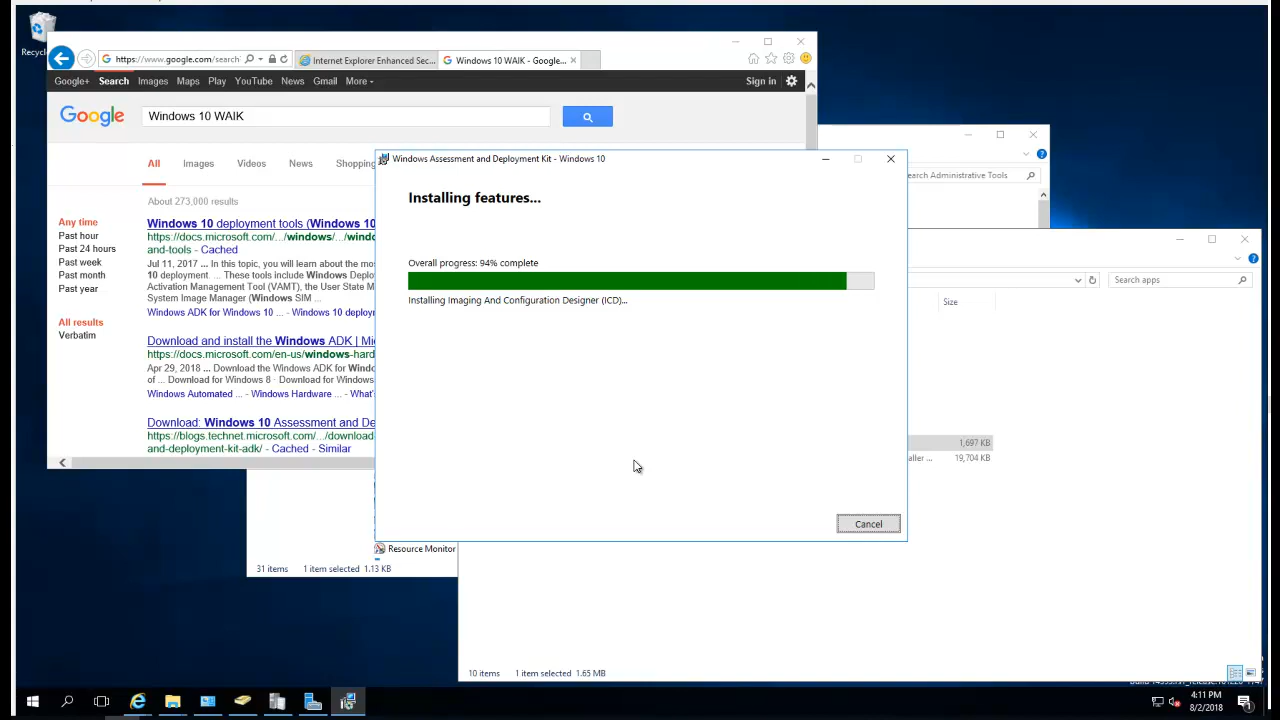 Recycl
https://www.google.com/search
Internet Explorer Enhanced Sec...
Windows 10 WAIK - Google...
Google+ Search Images Maps Play YouTube News Gmail More
Sign in
Google
Windows 10 WAIK
All Images Videos News Shopping
About 273,000 results
Any time
Past hour
Past 24 hours
Past week
Past month
Past year
All results
Verbatim
Windows 10 deployment tools (Windows 10
https://docs.microsoft.com/.../windows/.../windo
and-tools - Cached
Jul 11, 2017 ... In this topic, you will learn about the mo
10 deployment. ... These tools include Windows Deplo
Activation Management Tool (VAMT), the User State M
System Image Manager (Windows SIM ...
Windows ADK for Windows 10 ... - Windows 10 deploym
Download and install the Windows ADK | Mi
https://docs.microsoft.com/en-us/windows-hard
Apr 29, 2018 ... Download the Windows ADK for Windo
of ... Download for Windows 8 · Download for Windows
Windows Automated ... - Windows Hardware ... - What'
Download: Windows 10 Assessment and De
https://blogs.technet.microsoft.com/.../download
and-deployment-kit-adk/ - Cached - Similar
Windows Assessment and Deployment Kit - Windows 10
Installing features...
Overall progress: 94% complete
Installing Imaging And Configuration Designer (ICD)...
Cancel
earch Administrative Tools
Search apps
Size
1,697 KB
aller ... 19,704 KB
Resource Monitor
31 items 1 item selected 1.13 KB
10 items 1 item selected 1.65 MB
4:11 PM
8/2/2018
1